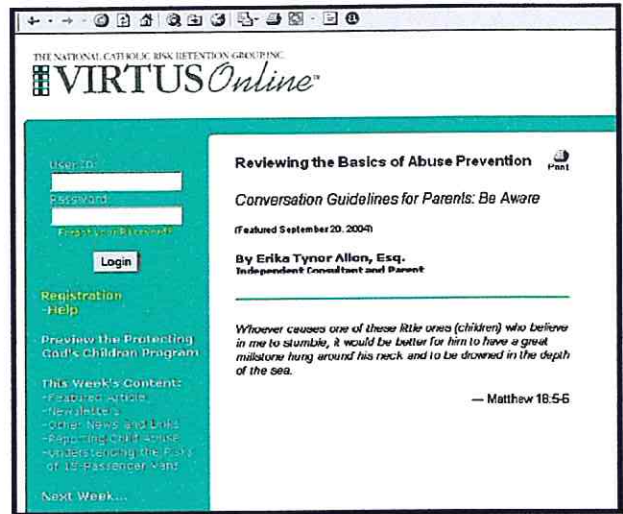 THE NATIONAL CATHOLIC RISK RETENTION GROUP, INC.
VIRTUS Online™
User ID:
Password:
Forgot your Password?
Login
Registration
-Help
Preview the Protecting
God's Children Program
This Week's Content:
-Featured Article
-Newsletters
-Other News and Links
-Reporting Child Abuse
-Understanding the Risks
of 15-Passenger Vans
Next Week...
Reviewing the Basics of Abuse Prevention
Print
Conversation Guidelines for Parents: Be Aware
(Featured September 20, 2004)
By Erika Tynor Allen, Esq.
Independent Consultant and Parent
Whoever causes one of these little ones (children) who believe
in me to stumble, it would be better for him to have a great
millstone hung around his neck and to be drowned in the depth
of the sea.
— Matthew 18:5-6